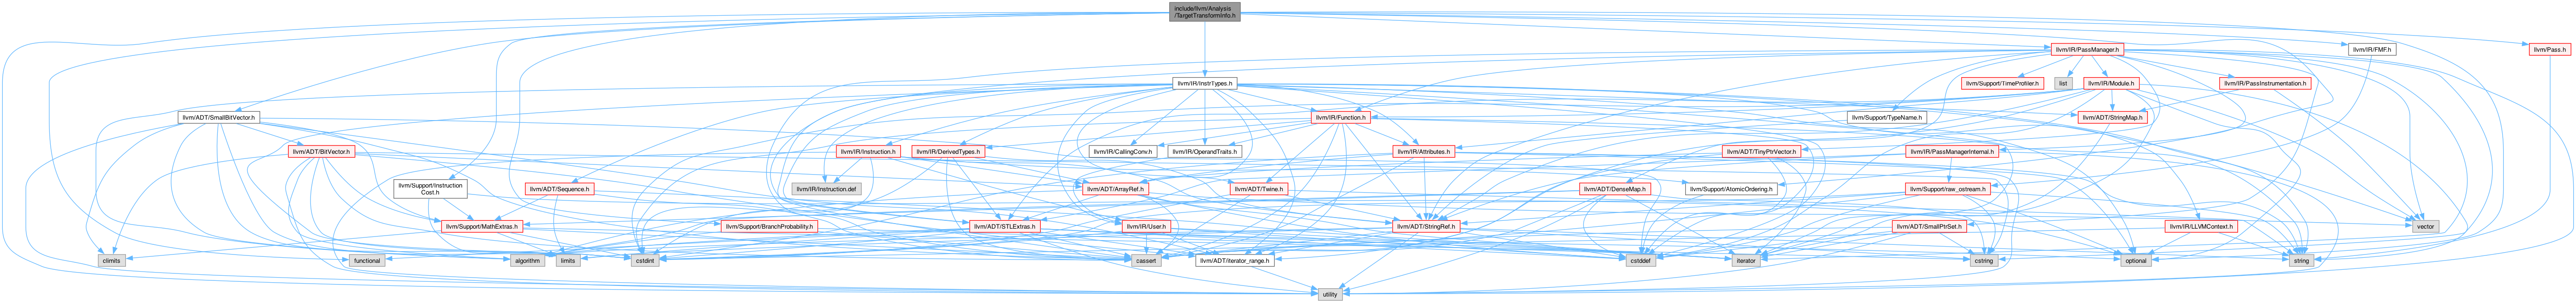 include/llvm/Analysis
/TargetTransformInfo.h
llvm/IR/PassManager.h
llvm/IR/FMF.h
llvm/Pass.h
llvm/IR/InstrTypes.h
llvm/Support/TimeProfiler.h
list
llvm/IR/Module.h
llvm/IR/PassInstrumentation.h
llvm/ADT/SmallBitVector.h
llvm/IR/Function.h
llvm/Support/TypeName.h
llvm/ADT/StringMap.h
llvm/ADT/BitVector.h
llvm/IR/Instruction.h
llvm/IR/DerivedTypes.h
llvm/IR/CallingConv.h
llvm/IR/OperandTraits.h
llvm/IR/Attributes.h
llvm/ADT/TinyPtrVector.h
llvm/IR/PassManagerInternal.h
llvm/Support/Instruction
Cost.h
llvm/ADT/Sequence.h
llvm/IR/Instruction.def
llvm/ADT/ArrayRef.h
llvm/ADT/Twine.h
llvm/ADT/DenseMap.h
llvm/Support/AtomicOrdering.h
llvm/Support/raw_ostream.h
llvm/Support/MathExtras.h
llvm/Support/BranchProbability.h
llvm/ADT/STLExtras.h
llvm/IR/User.h
llvm/ADT/StringRef.h
llvm/ADT/SmallPtrSet.h
llvm/IR/LLVMContext.h
vector
climits
functional
algorithm
limits
cstdint
cassert
llvm/ADT/iterator_range.h
cstddef
iterator
cstring
optional
string
utility